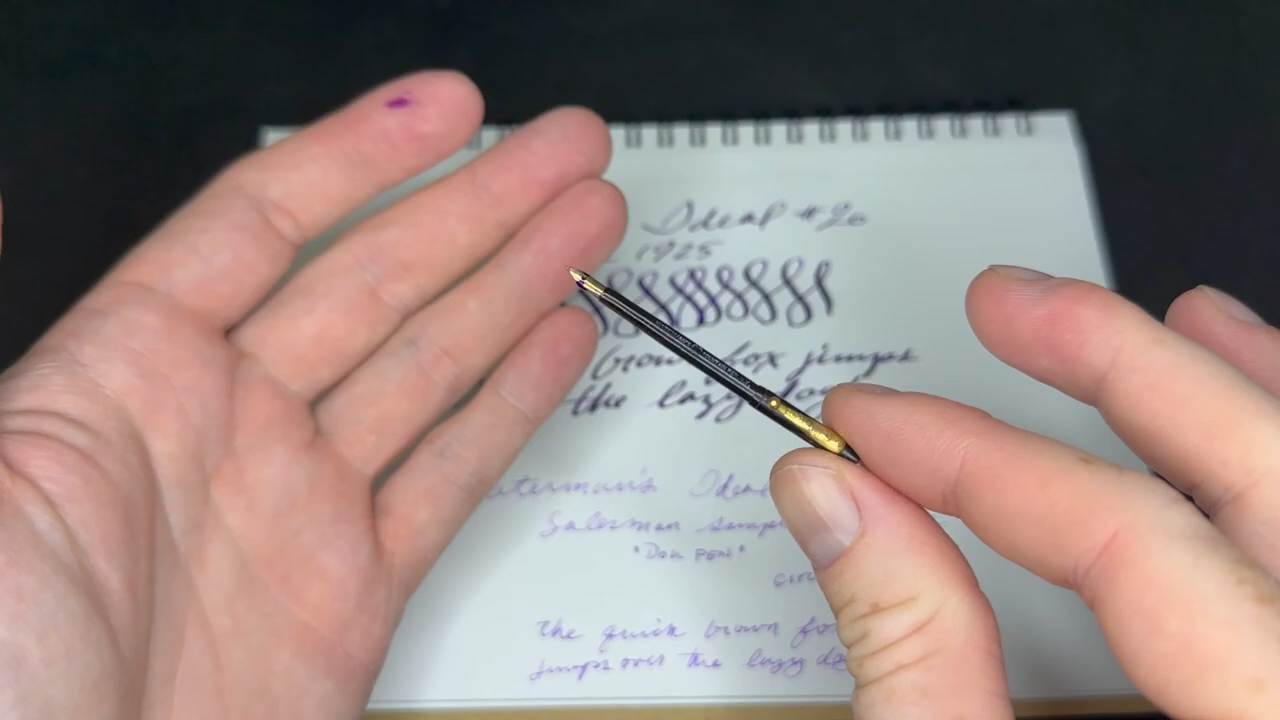 Ideal #20
1925
brown fox jumps
the lazy
Waterman's Ideal
Salesman sample
"Doll PEN"
the quick brown fox
jumps over the lazy dog